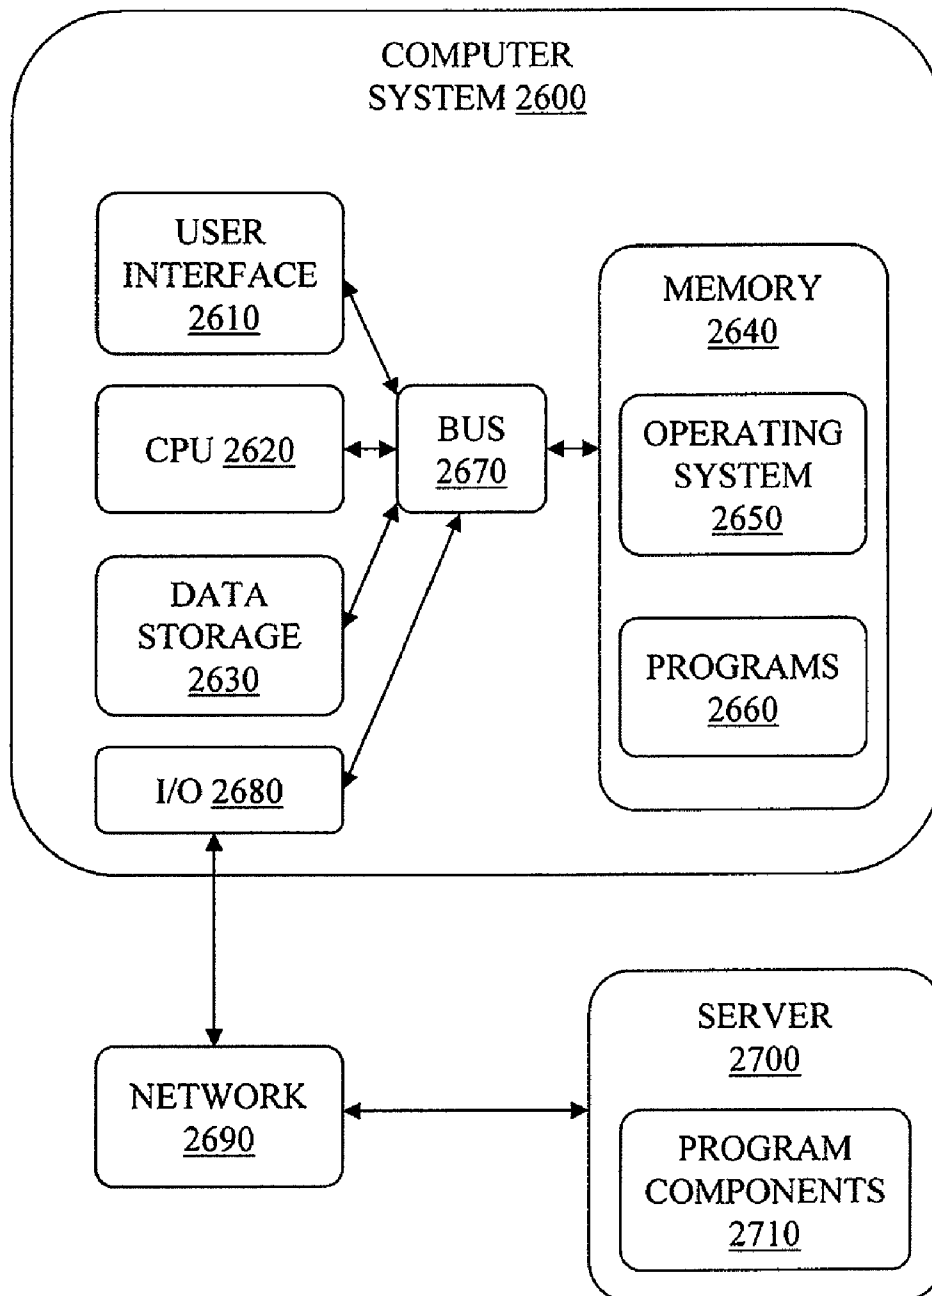 COMPUTER
SYSTEM 2600
USER
INTERFACE
2610
CPU 2620
DATA
STORAGE
2630
I/O 2680
BUS
2670
MEMORY
2640
OPERATING
SYSTEM
2650
PROGRAMS
2660
NETWORK
2690
SERVER
2700
PROGRAM
COMPONENTS
2710